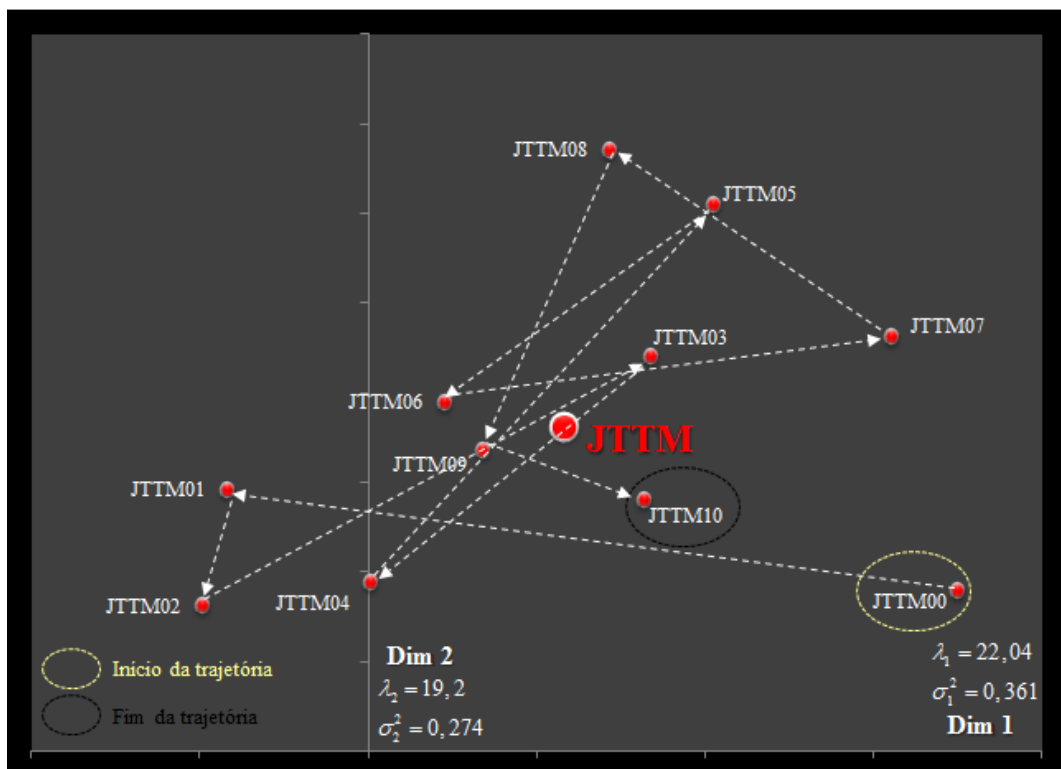 JTTM08
JTTM05
JTTM07
JTTM03
JTTM06
JTTM
JTTM09
JTTM01
JTTM10
JTTM04
JTTM02
JTTM00
Início da trajetória
Fim da trajetória
Dim 2
λ₂ = 19,2
σ₂² = 0,274
λ₁ = 22,04
σ₁² = 0,361
Dim 1